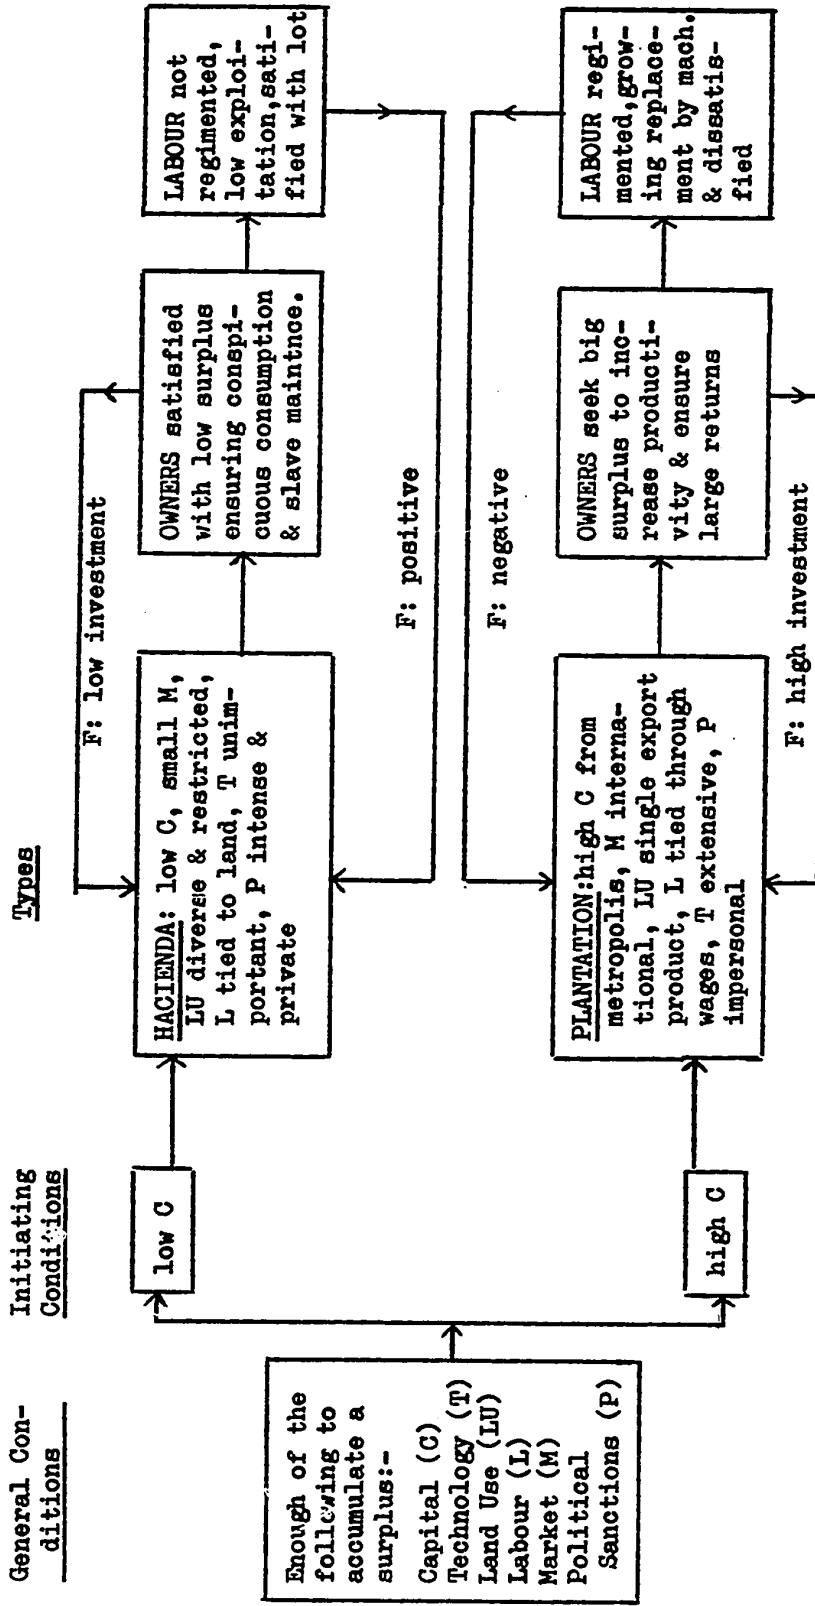 General Con-
ditions
Initiating
Conditions
Types
Enough of the
following to
accumulate a
surplus:-
Capital (C)
Technology (T)
Land Use (LU)
Labour (L)
Market (M)
Political
Sanctions (P)
low C
high C
F: low investment
HACIENDA: low C, small M,
LU diverse & restricted,
L tied to land, T unim-
portant, P intense &
private
OWNERS satisfied
with low surplus
ensuring conspi-
cuous consumption
& slave maintnce.
LABOUR not
regimented,
low exploi-
tation,sati-
fied with lot
F: positive
F: negative
PLANTATION:high C from
metropolis, M interna-
tional, LU single export
product, L tied through
wages, T extensive, P
impersonal
OWNERS seek big
surplus to inc-
rease producti-
vity & ensure
large returns
LABOUR regi-
mented,grow-
ing replace-
ment by mach.
& dissatis-
fied
F: high investment